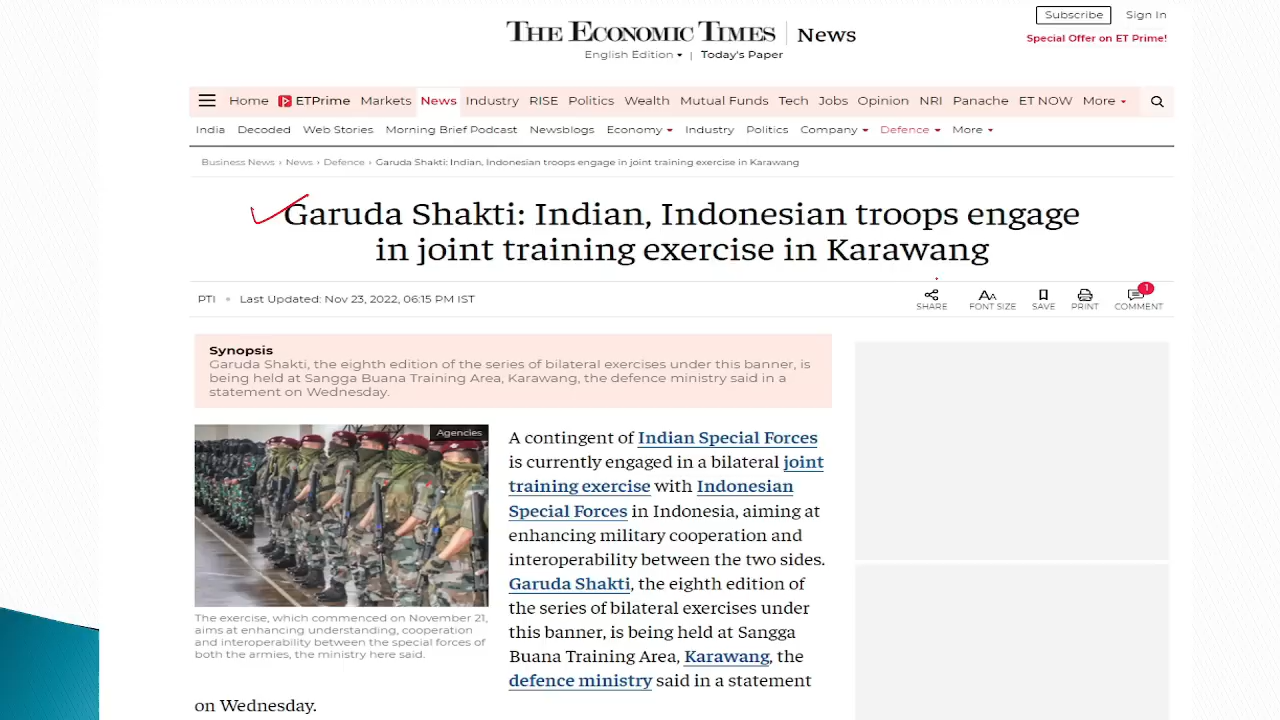 Subscribe Sign In
THE ECONOMIC TIMES | News
Special Offer on ET Prime!
English Edition | Today's Paper
Home ETPrime Markets News Industry RISE Politics Wealth Mutual Funds Tech Jobs Opinion NRI Panache ET NOW More
India Decoded Web Stories Morning Brief Podcast Newsblogs Economy Industry Politics Company Defence More
Business News › News › Defence › Garuda Shakti: Indian, Indonesian troops engage in joint training exercise in Karawang
Garuda Shakti: Indian, Indonesian troops engage
in joint training exercise in Karawang
PTI • Last Updated: Nov 23, 2022, 06:15 PM IST
SHARE FONT SIZE SAVE PRINT 1 COMMENT
Synopsis
Garuda Shakti, the eighth edition of the series of bilateral exercises under this banner, is
being held at Sangga Buana Training Area, Karawang, the defence ministry said in a
statement on Wednesday.
Agencies
The exercise, which commenced on November 21,
aims at enhancing understanding, cooperation
and interoperability between the special forces of
both the armies, the ministry here said.
A contingent of Indian Special Forces
is currently engaged in a bilateral joint
training exercise with Indonesian
Special Forces in Indonesia, aiming at
enhancing military cooperation and
interoperability between the two sides.
Garuda Shakti, the eighth edition of
the series of bilateral exercises under
this banner, is being held at Sangga
Buana Training Area, Karawang, the
defence ministry said in a statement
on Wednesday.